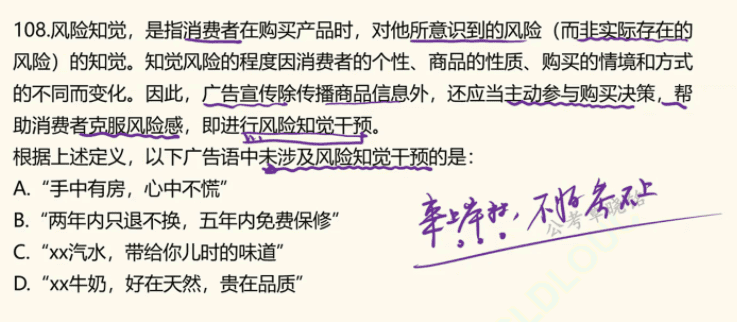 108.风险知觉，是指消费者在购买产品时，对他所意识到的风险（而非实际存在的
风险）的知觉。知觉风险的程度因消费者的个性、商品的性质、购买的情境和方式
的不同而变化。因此，广告宣传除传播商品信息外，还应当主动参与购买决策，帮
助消费者克服风险感，即进行风险知觉干预。
根据上述定义，以下广告语中未涉及风险知觉干预的是：
A.“手中有房，心中不慌”
B.“两年内只退不换，五年内免费保修”
C.“xx汽水，带给你儿时的味道”
D.“xx牛奶，好在天然，贵在品质”
上岸
公考